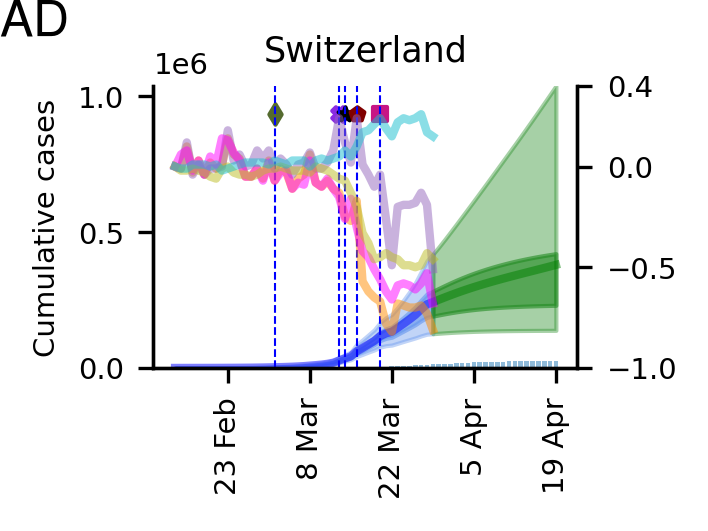 AD
Switzerland
1e6
Cumulative cases
1.0
0.5
0.0
0.4
0.0
−0.5
−1.0
23 Feb
8 Mar
22 Mar
5 Apr
19 Apr